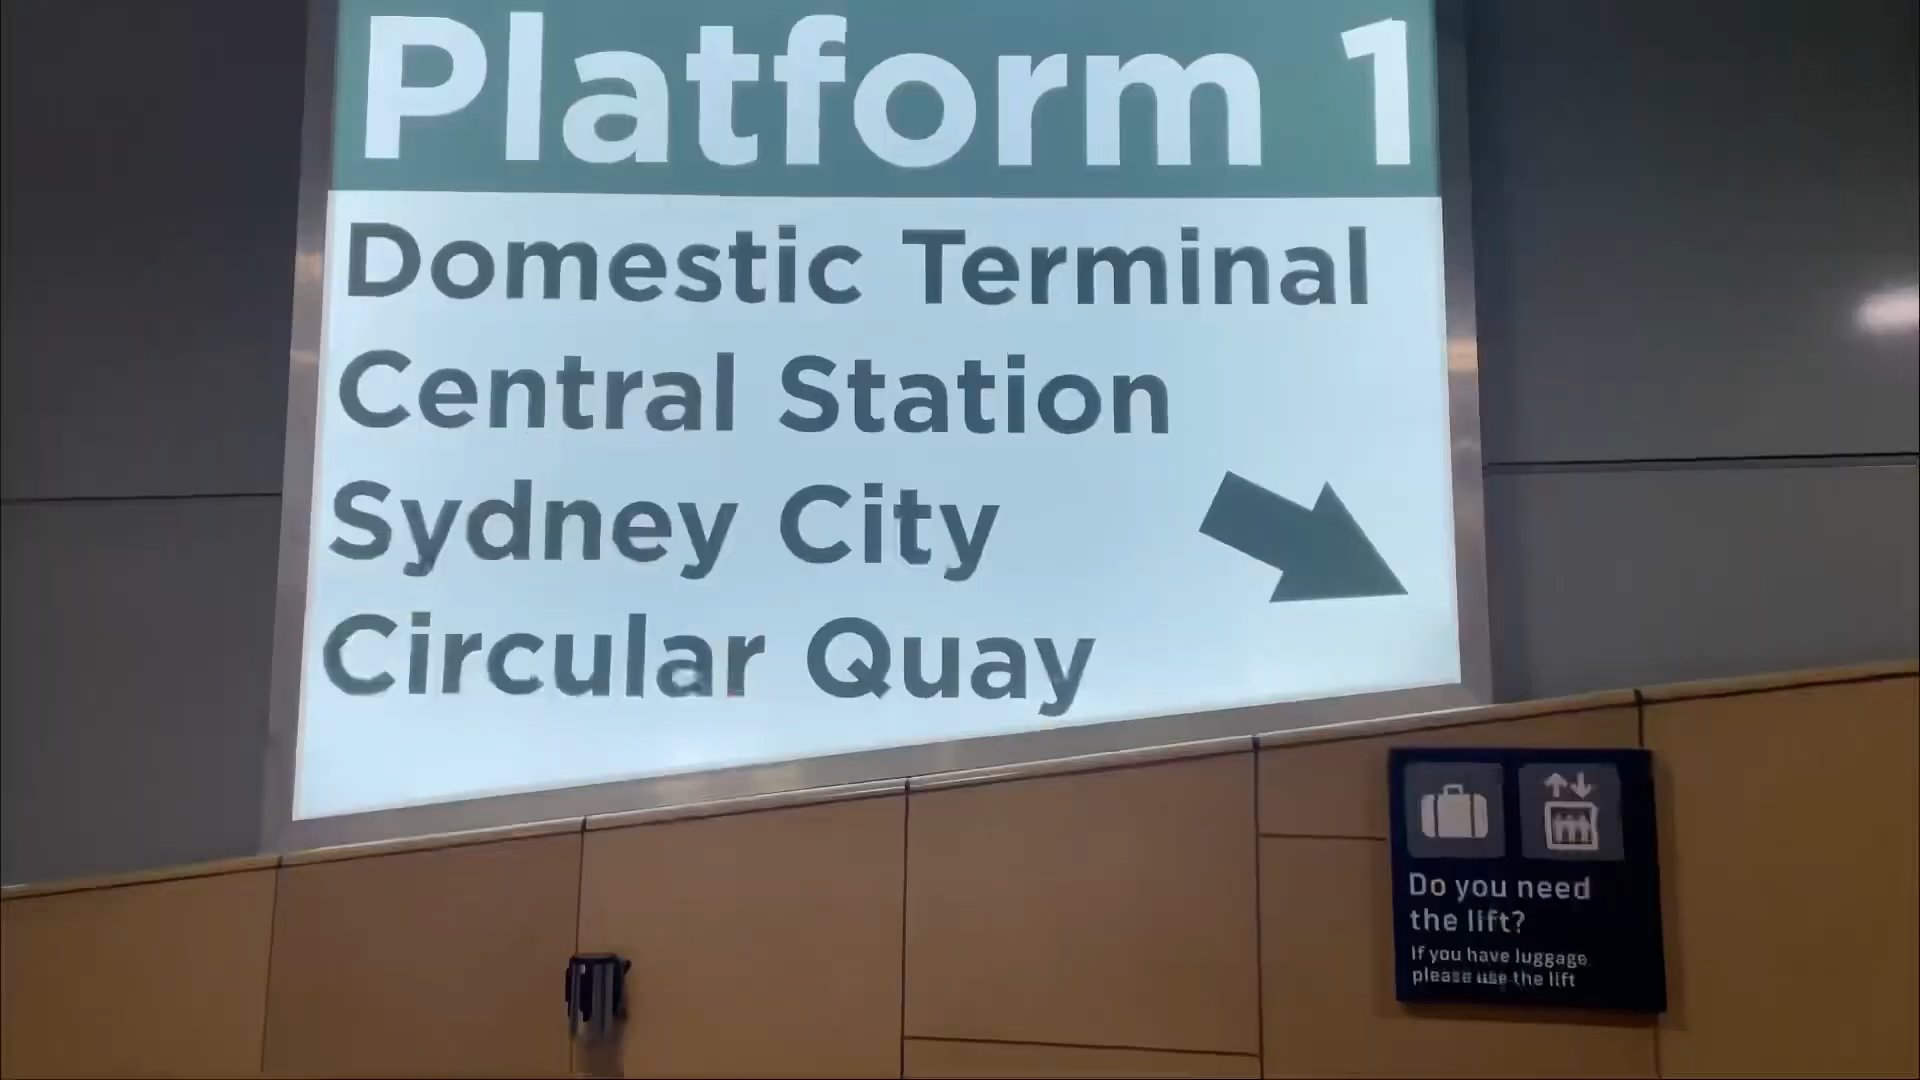 Platform 1
Domestic Terminal
Central Station
Sydney City
Circular Quay
Do you need
the lift?
If you have luggage
please use the lift